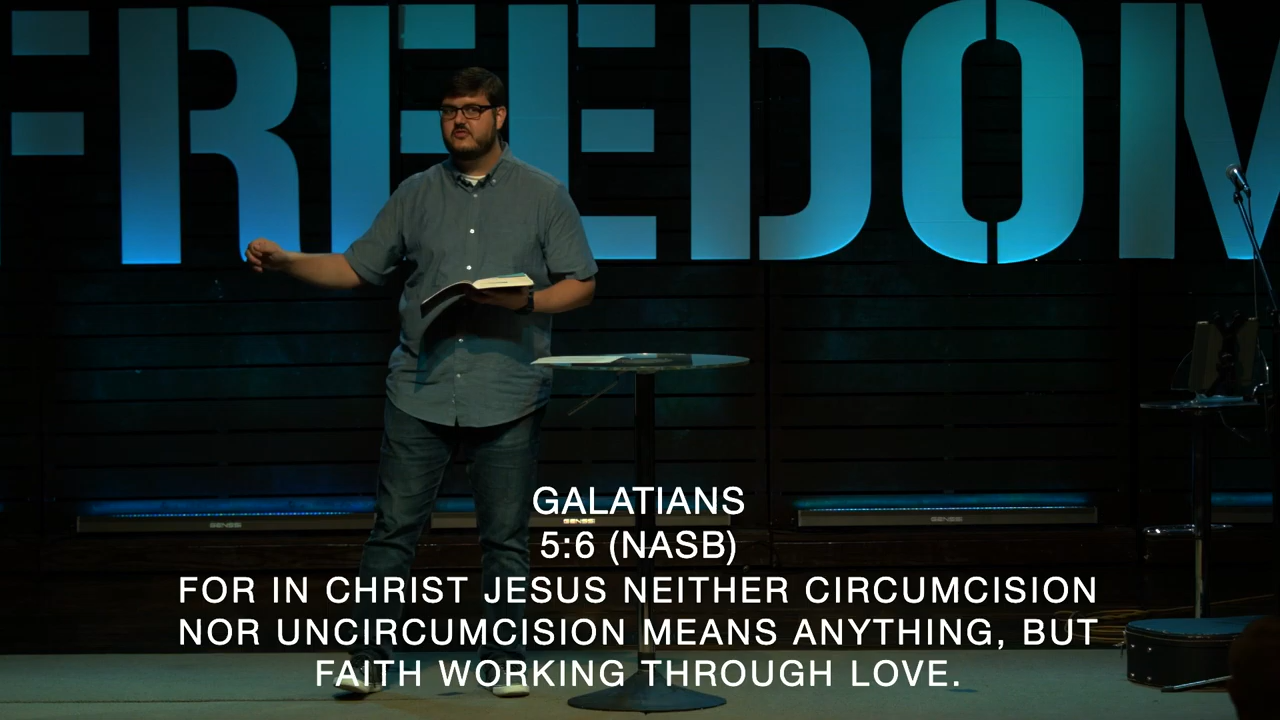 FREEDOM
GALATIANS
5:6 (NASB)
FOR IN CHRIST JESUS NEITHER CIRCUMCISION
NOR UNCIRCUMCISION MEANS ANYTHING, BUT
FAITH WORKING THROUGH LOVE.